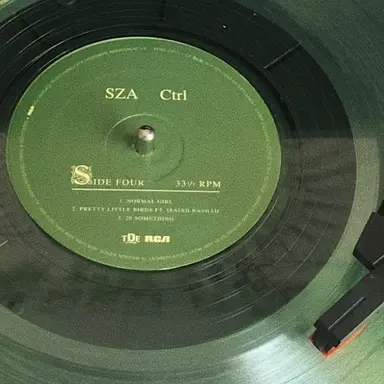 SZA Ctrl
SIDE FOUR 33⅓ RPM
1. NORMAL GIRL
2. PRETTY LITTLE BIRDS FT. ISAIAH RASHAD
3. 20 SOMETHING
TDE RCA